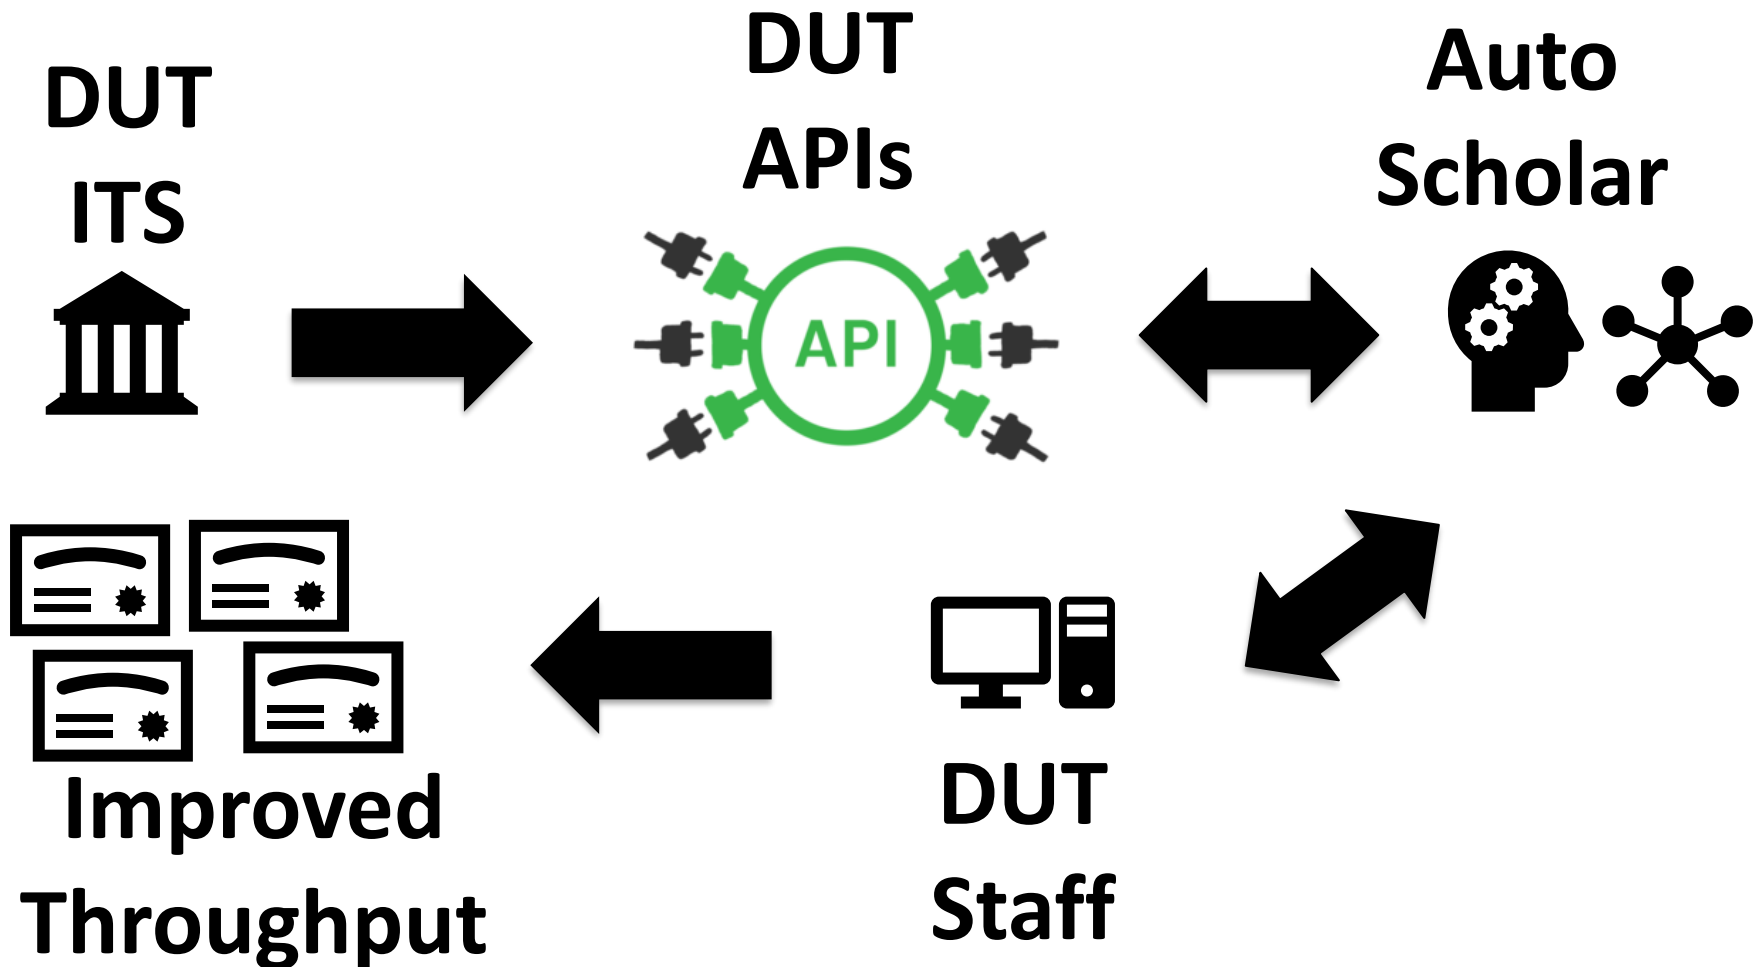 DUT
ITS
DUT
APIs
API
Auto
Scholar
Improved
Throughput
DUT
Staff